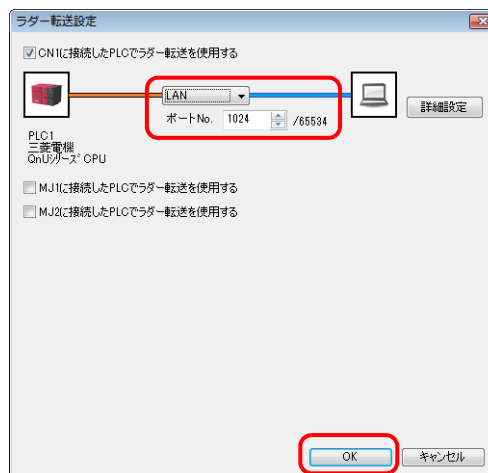 ラダー転送設定
CN1に接続したPLCでラダー転送を使用する
LAN
ポートNo. 1024 /65534
詳細設定
PLC1
三菱電機
QnUシリーズ CPU
MJ1に接続したPLCでラダー転送を使用する
MJ2に接続したPLCでラダー転送を使用する
OK キャンセル